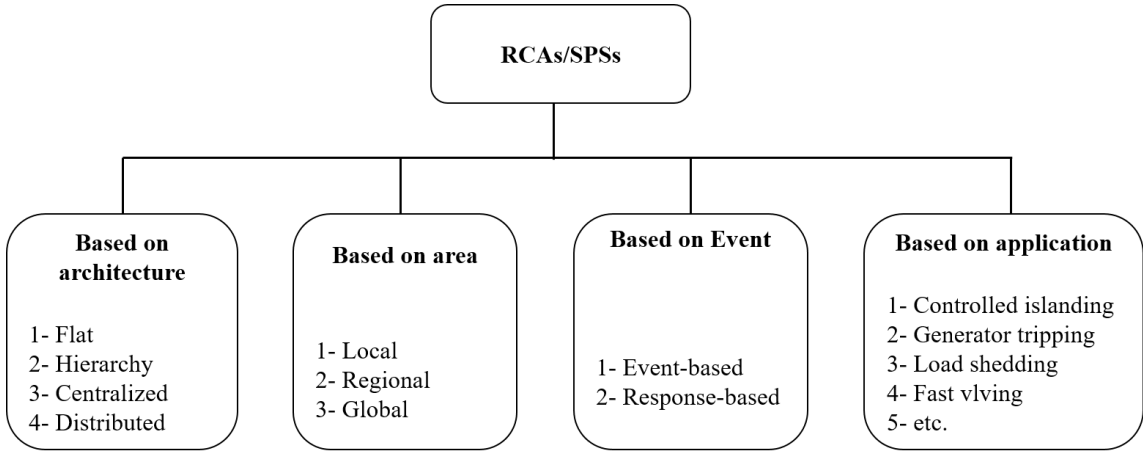 RCAs/SPSs
Based on
architecture
1- Flat
2- Hierarchy
3- Centralized
4- Distributed
Based on area
1- Local
2- Regional
3- Global
Based on Event
1- Event-based
2- Response-based
Based on application
1- Controlled islanding
2- Generator tripping
3- Load shedding
4- Fast vlving
5- etc.